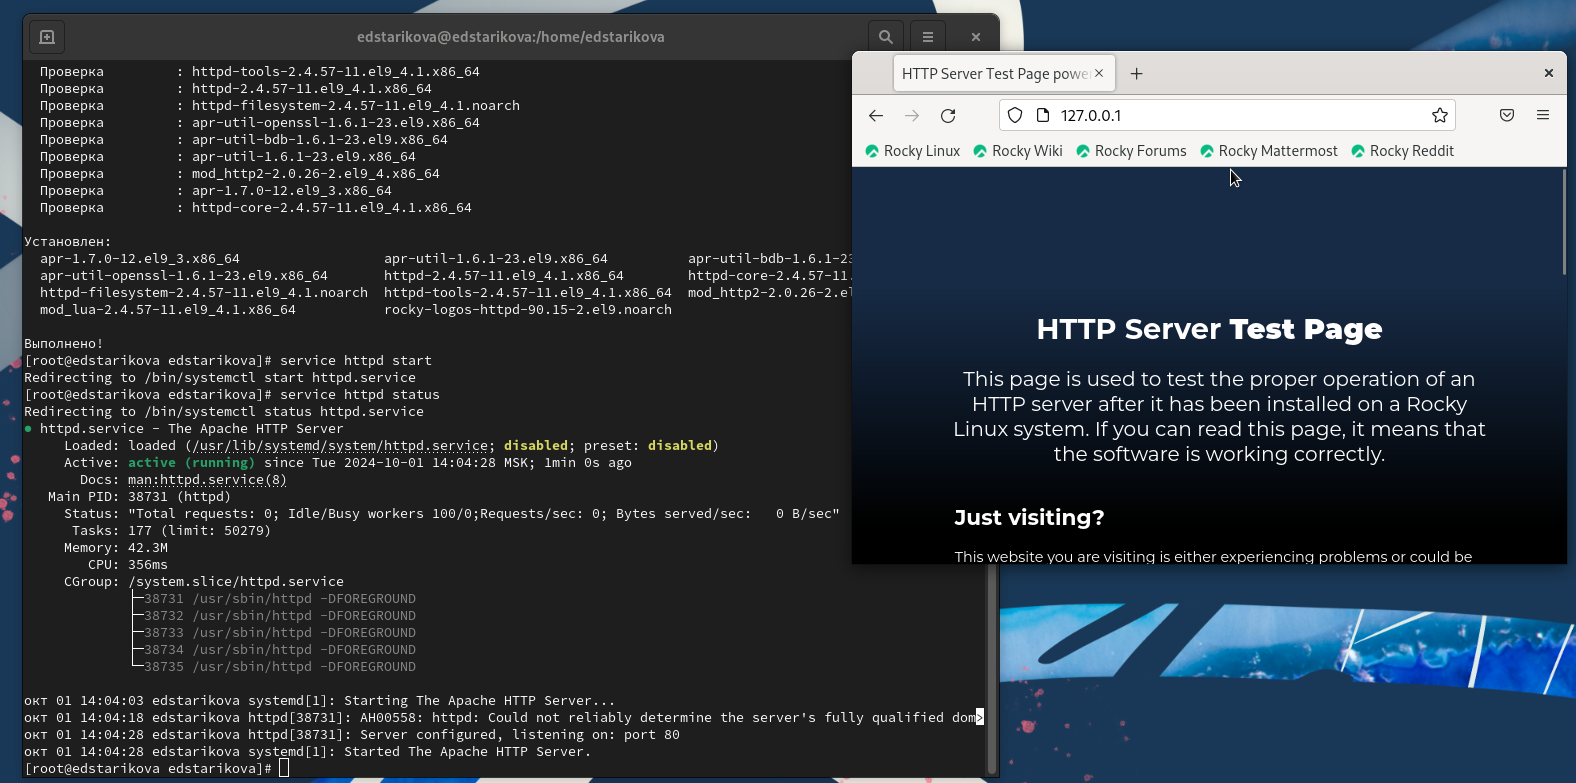 edstarikova@edstarikova:/home/edstarikova
Проверка : httpd-tools-2.4.57-11.el9_4.1.x86_64
Проверка : httpd-2.4.57-11.el9_4.1.x86_64
Проверка : httpd-filesystem-2.4.57-11.el9_4.1.noarch
Проверка : apr-util-openssl-1.6.1-23.el9.x86_64
Проверка : apr-util-bdb-1.6.1-23.el9.x86_64
Проверка : apr-util-1.6.1-23.el9.x86_64
Проверка : mod_http2-2.0.26-2.el9_4.x86_64
Проверка : apr-1.7.0-12.el9_3.x86_64
Проверка : httpd-core-2.4.57-11.el9_4.1.x86_64
Установлен:
apr-1.7.0-12.el9_3.x86_64 apr-util-1.6.1-23.el9.x86_64 apr-util-bdb-1.6.1-23
apr-util-openssl-1.6.1-23.el9.x86_64 httpd-2.4.57-11.el9_4.1.x86_64 httpd-core-2.4.57-11.
httpd-filesystem-2.4.57-11.el9_4.1.noarch httpd-tools-2.4.57-11.el9_4.1.x86_64 mod_http2-2.0.26-2.el
mod_lua-2.4.57-11.el9_4.1.x86_64 rocky-logos-httpd-90.15-2.el9.noarch
Выполнено!
[root@edstarikova edstarikova]# service httpd start
Redirecting to /bin/systemctl start httpd.service
[root@edstarikova edstarikova]# service httpd status
Redirecting to /bin/systemctl status httpd.service
● httpd.service - The Apache HTTP Server
Loaded: loaded (/usr/lib/systemd/system/httpd.service; disabled; preset: disabled)
Active: active (running) since Tue 2024-10-01 14:04:28 MSK; 1min 0s ago
Docs: man:httpd.service(8)
Main PID: 38731 (httpd)
Status: "Total requests: 0; Idle/Busy workers 100/0;Requests/sec: 0; Bytes served/sec:   0 B/sec"
Tasks: 177 (limit: 50279)
Memory: 42.3M
CPU: 356ms
CGroup: /system.slice/httpd.service
├─38731 /usr/sbin/httpd -DFOREGROUND
├─38732 /usr/sbin/httpd -DFOREGROUND
├─38733 /usr/sbin/httpd -DFOREGROUND
├─38734 /usr/sbin/httpd -DFOREGROUND
└─38735 /usr/sbin/httpd -DFOREGROUND
окт 01 14:04:03 edstarikova systemd[1]: Starting The Apache HTTP Server...
окт 01 14:04:18 edstarikova httpd[38731]: AH00558: httpd: Could not reliably determine the server's fully qualified dom>
окт 01 14:04:28 edstarikova httpd[38731]: Server configured, listening on: port 80
окт 01 14:04:28 edstarikova systemd[1]: Started The Apache HTTP Server.
[root@edstarikova edstarikova]#
HTTP Server Test Page powe
127.0.0.1
Rocky Linux Rocky Wiki Rocky Forums Rocky Mattermost Rocky Reddit
HTTP Server Test Page
This page is used to test the proper operation of an
HTTP server after it has been installed on a Rocky
Linux system. If you can read this page, it means that
the software is working correctly.
Just visiting?
This website you are visiting is either experiencing problems or could be